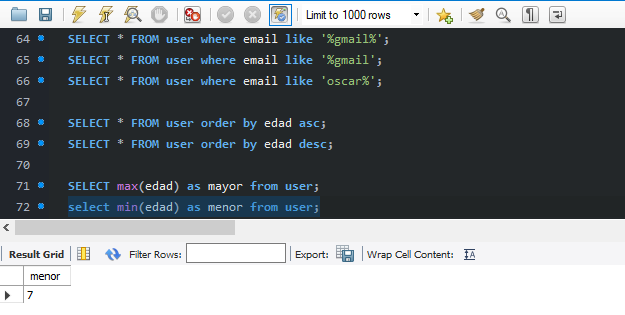 Limit to 1000 rows
64 SELECT * FROM user where email like '%gmail%';
65 SELECT * FROM user where email like '%gmail';
66 SELECT * FROM user where email like 'oscar%';
67
68 SELECT * FROM user order by edad asc;
69 SELECT * FROM user order by edad desc;
70
71 SELECT max(edad) as mayor from user;
72 select min(edad) as menor from user;
Result Grid Filter Rows: Export: Wrap Cell Content: IA
menor
7